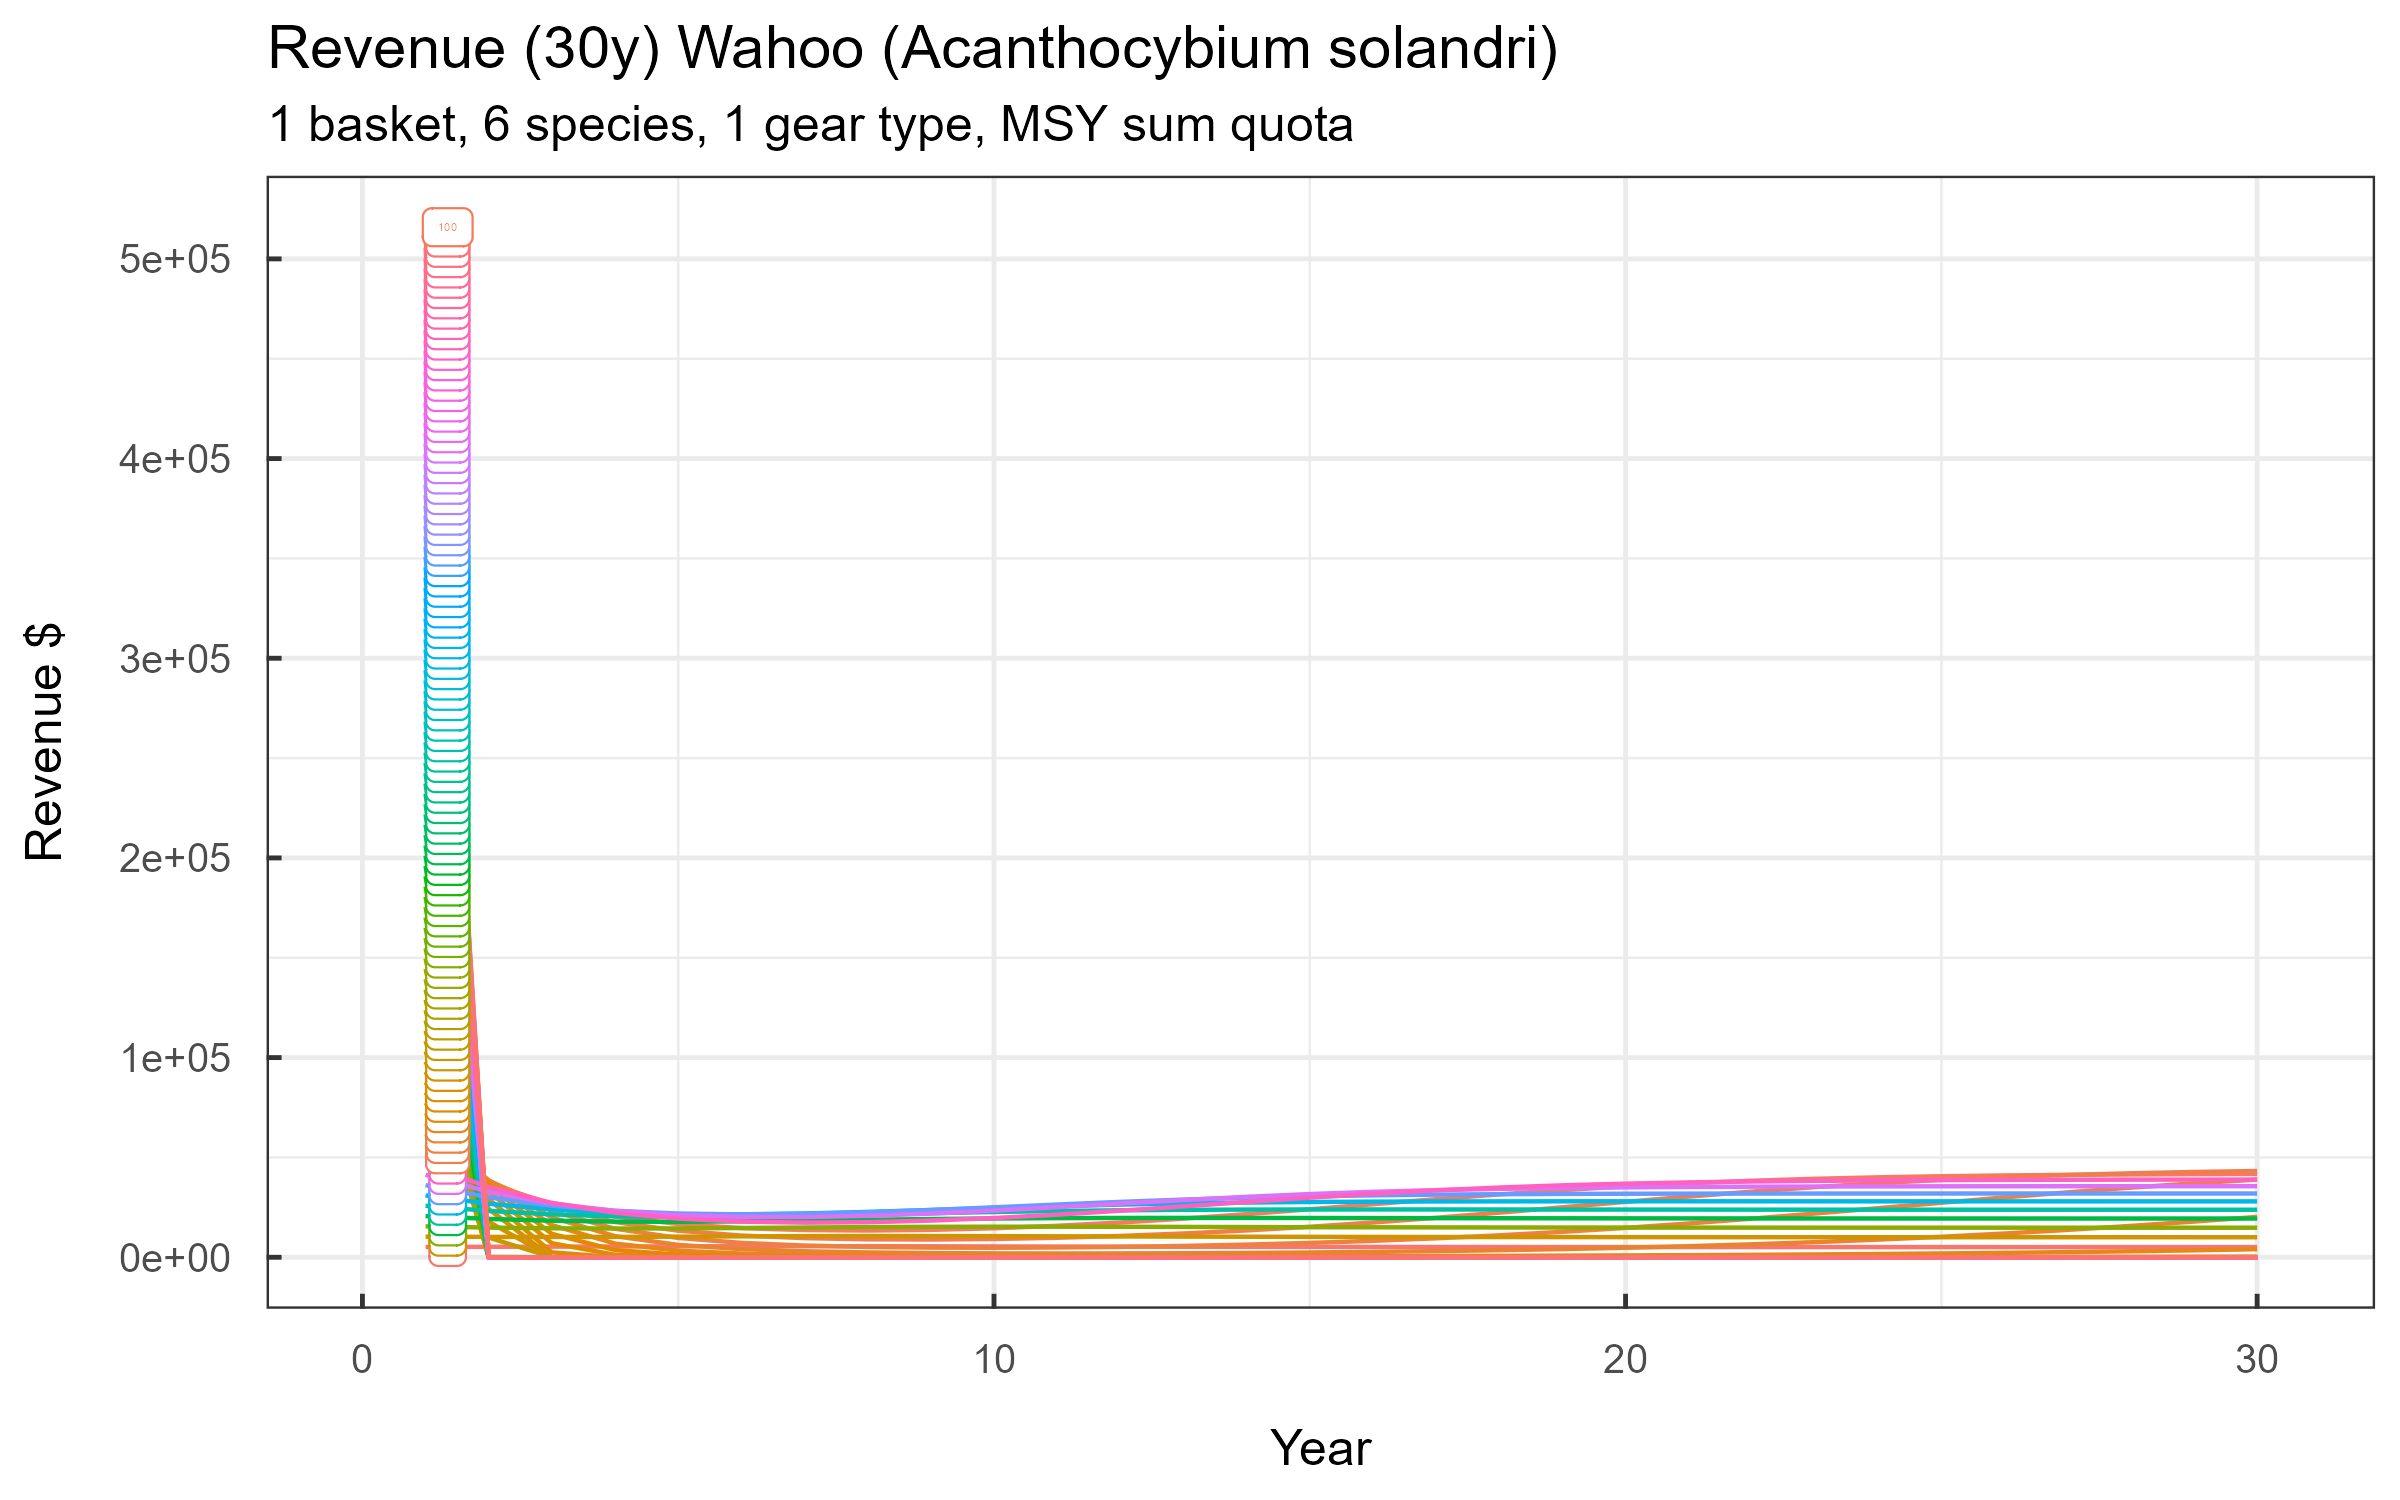 Revenue (30y) Wahoo (Acanthocybium solandri)
1 basket, 6 species, 1 gear type, MSY sum quota
100
5e+05
4e+05
3e+05
2e+05
1e+05
0e+00
Revenue $
0 10 20 30
Year